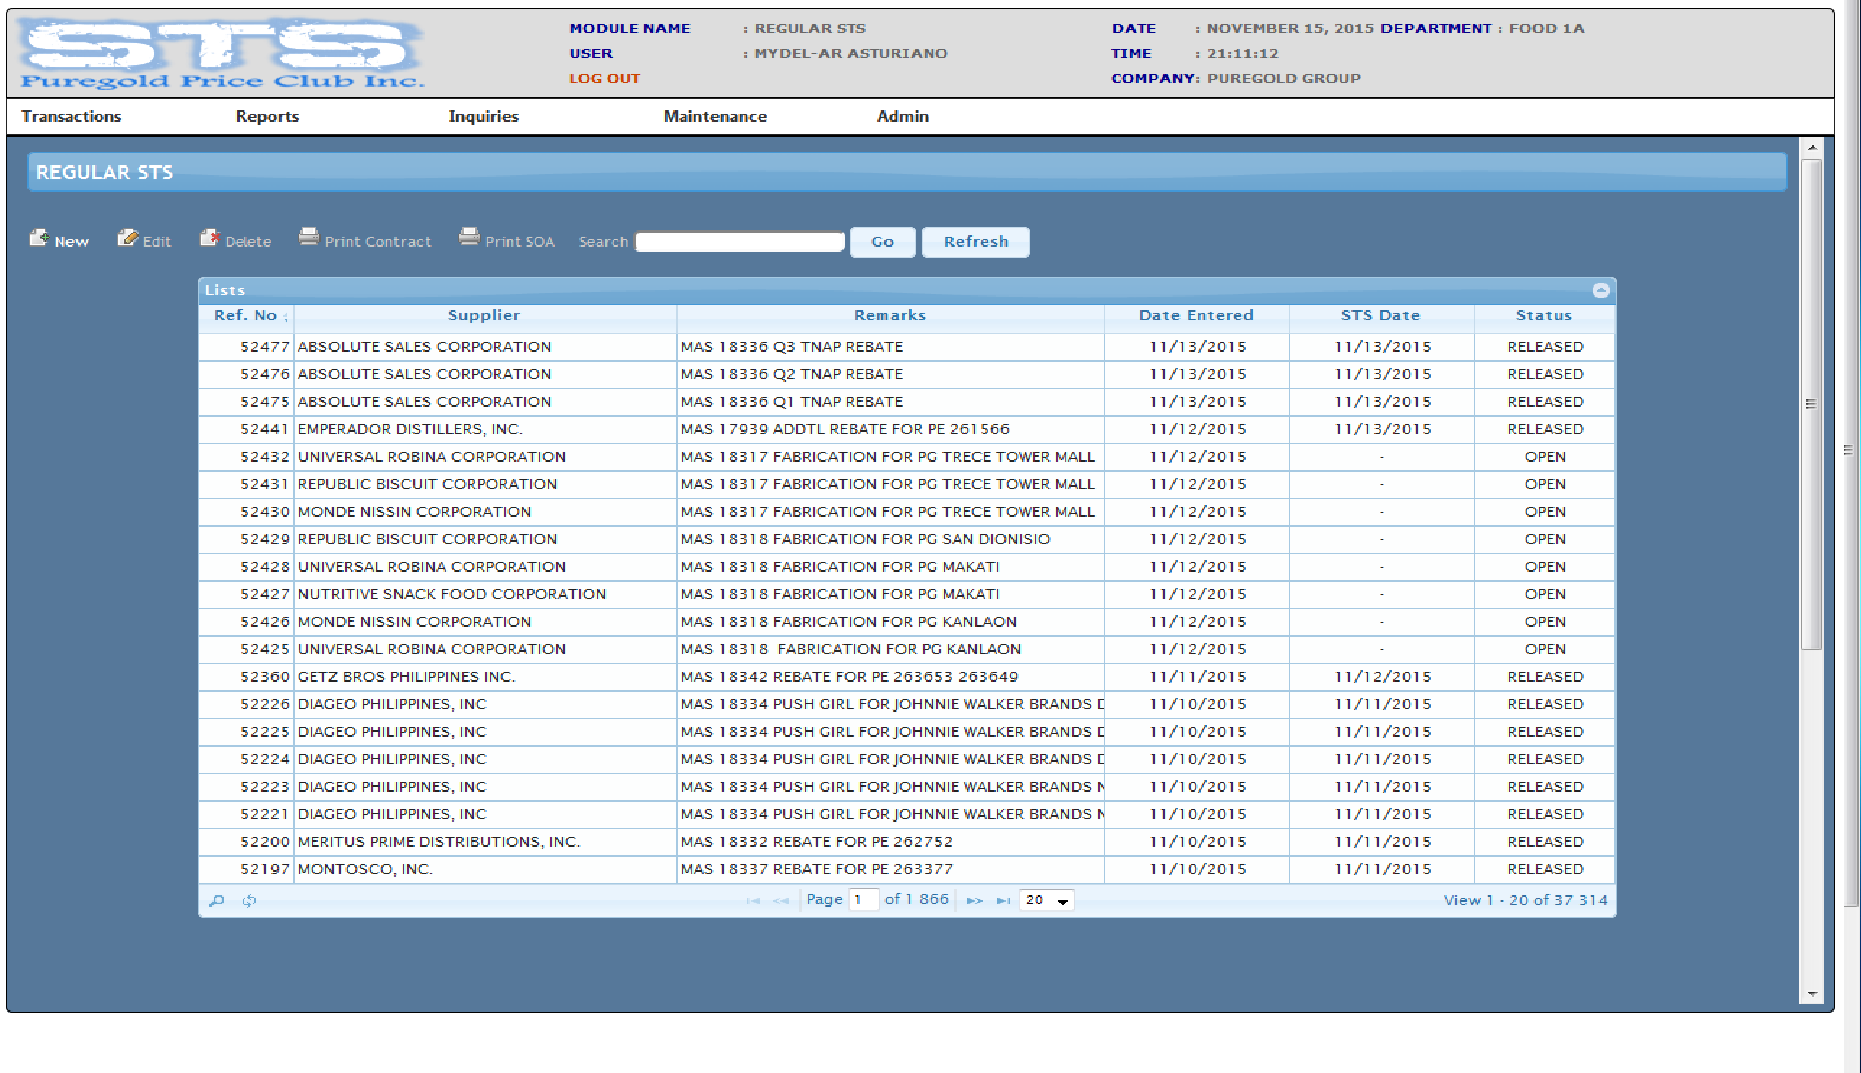 STS
Puregold Price Club Inc.
MODULE NAME : REGULAR STS
USER : MYDEL-AR ASTURIANO
LOG OUT
DATE : NOVEMBER 15, 2015 DEPARTMENT : FOOD 1A
TIME : 21:11:12
COMPANY: PUREGOLD GROUP
Transactions Reports Inquiries Maintenance Admin
REGULAR STS
New Edit Delete Print Contract Print SOA Search Go Refresh
Lists
Ref. No Supplier Remarks Date Entered STS Date Status
52477 ABSOLUTE SALES CORPORATION MAS 18336 Q3 TNAP REBATE 11/13/2015 11/13/2015 RELEASED
52476 ABSOLUTE SALES CORPORATION MAS 18336 Q2 TNAP REBATE 11/13/2015 11/13/2015 RELEASED
52475 ABSOLUTE SALES CORPORATION MAS 18336 Q1 TNAP REBATE 11/13/2015 11/13/2015 RELEASED
52441 EMPERADOR DISTILLERS, INC. MAS 17939 ADDTL REBATE FOR PE 261566 11/12/2015 11/13/2015 RELEASED
52432 UNIVERSAL ROBINA CORPORATION MAS 18317 FABRICATION FOR PG TRECE TOWER MALL 11/12/2015 - OPEN
52431 REPUBLIC BISCUIT CORPORATION MAS 18317 FABRICATION FOR PG TRECE TOWER MALL 11/12/2015 - OPEN
52430 MONDE NISSIN CORPORATION MAS 18317 FABRICATION FOR PG TRECE TOWER MALL 11/12/2015 - OPEN
52429 REPUBLIC BISCUIT CORPORATION MAS 18318 FABRICATION FOR PG SAN DIONISIO 11/12/2015 - OPEN
52428 UNIVERSAL ROBINA CORPORATION MAS 18318 FABRICATION FOR PG MAKATI 11/12/2015 - OPEN
52427 NUTRITIVE SNACK FOOD CORPORATION MAS 18318 FABRICATION FOR PG MAKATI 11/12/2015 - OPEN
52426 MONDE NISSIN CORPORATION MAS 18318 FABRICATION FOR PG KANLAON 11/12/2015 - OPEN
52425 UNIVERSAL ROBINA CORPORATION MAS 18318 FABRICATION FOR PG KANLAON 11/12/2015 - OPEN
52360 GETZ BROS PHILIPPINES INC. MAS 18342 REBATE FOR PE 263653 263649 11/11/2015 11/12/2015 RELEASED
52226 DIAGEO PHILIPPINES, INC MAS 18334 PUSH GIRL FOR JOHNNIE WALKER BRANDS 11/10/2015 11/11/2015 RELEASED
52225 DIAGEO PHILIPPINES, INC MAS 18334 PUSH GIRL FOR JOHNNIE WALKER BRANDS 11/10/2015 11/11/2015 RELEASED
52224 DIAGEO PHILIPPINES, INC MAS 18334 PUSH GIRL FOR JOHNNIE WALKER BRANDS 11/10/2015 11/11/2015 RELEASED
52223 DIAGEO PHILIPPINES, INC MAS 18334 PUSH GIRL FOR JOHNNIE WALKER BRANDS 11/10/2015 11/11/2015 RELEASED
52221 DIAGEO PHILIPPINES, INC MAS 18334 PUSH GIRL FOR JOHNNIE WALKER BRANDS 11/10/2015 11/11/2015 RELEASED
52200 MERITUS PRIME DISTRIBUTIONS, INC. MAS 18332 REBATE FOR PE 262752 11/10/2015 11/11/2015 RELEASED
52197 MONTOSCO, INC. MAS 18337 REBATE FOR PE 263377 11/10/2015 11/11/2015 RELEASED
Page 1 of 1 866 20 View 1 - 20 of 37 314